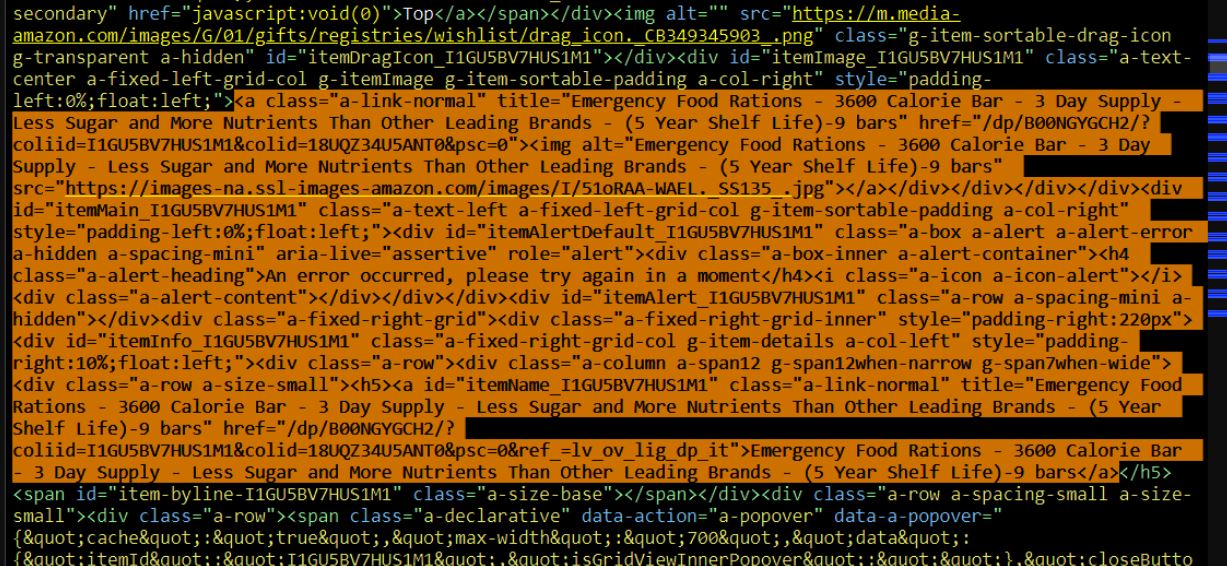 secondary" href="javascript:void(0)">Top</a></span></div><img alt="" src="https://m.media-
amazon.com/images/G/01/gifts/registries/wishlist/drag_icon._CB349345903_.png" class="g-item-sortable-drag-icon
g-transparent a-hidden" id="itemDragIcon_I1GU5BV7HUS1M1"></div><div id="itemImage_I1GU5BV7HUS1M1" class="a-text-
center a-fixed-left-grid-col g-itemImage g-item-sortable-padding a-col-right" style="padding-
left:0%;float:left;"><a class="a-link-normal" title="Emergency Food Rations - 3600 Calorie Bar - 3 Day Supply -
Less Sugar and More Nutrients Than Other Leading Brands - (5 Year Shelf Life)-9 bars" href="/dp/B00NGYGCH2/?
coliid=I1GU5BV7HUS1M1&colid=18UQZ34U5ANT0&psc=0"><img alt="Emergency Food Rations - 3600 Calorie Bar - 3 Day
Supply - Less Sugar and More Nutrients Than Other Leading Brands - (5 Year Shelf Life)-9 bars"
src="https://images-na.ssl-images-amazon.com/images/I/51oRAA-WAEL._SS135_.jpg"></a></div></div></div></div><div
id="itemMain_I1GU5BV7HUS1M1" class="a-text-left a-fixed-left-grid-col g-item-sortable-padding a-col-right"
style="padding-left:0%;float:left;"><div id="itemAlertDefault_I1GU5BV7HUS1M1" class="a-box a-alert a-alert-error
a-hidden a-spacing-mini" aria-live="assertive" role="alert"><div class="a-box-inner a-alert-container"><h4
class="a-alert-heading">An error occurred, please try again in a moment</h4><i class="a-icon a-icon-alert"></i>
<div class="a-alert-content"></div></div></div><div id="itemAlert_I1GU5BV7HUS1M1" class="a-row a-spacing-mini a-
hidden"></div><div class="a-fixed-right-grid"><div class="a-fixed-right-grid-inner" style="padding-right:220px">
<div id="itemInfo_I1GU5BV7HUS1M1" class="a-fixed-right-grid-col g-item-details a-col-left" style="padding-
right:10%;float:left;"><div class="a-row"><div class="a-column a-span12 g-span12when-narrow g-span7when-wide">
<div class="a-row a-size-small"><h5><a id="itemName_I1GU5BV7HUS1M1" class="a-link-normal" title="Emergency Food
Rations - 3600 Calorie Bar - 3 Day Supply - Less Sugar and More Nutrients Than Other Leading Brands - (5 Year
Shelf Life)-9 bars" href="/dp/B00NGYGCH2/?
coliid=I1GU5BV7HUS1M1&colid=18UQZ34U5ANT0&psc=0&ref_=lv_ov_lig_dp_it">Emergency Food Rations - 3600 Calorie Bar
- 3 Day Supply - Less Sugar and More Nutrients Than Other Leading Brands - (5 Year Shelf Life)-9 bars</a></h5>
<span id="item-byline-I1GU5BV7HUS1M1" class="a-size-base"></span></div><div class="a-row a-spacing-small a-size-
small"><div class="a-row"><span class="a-declarative" data-action="a-popover" data-a-popover="
{&quot;cache&quot;:&quot;true&quot;,&quot;max-width&quot;:&quot;700&quot;,&quot;data&quot;:
{&quot;itemId&quot;:&quot;I1GU5BV7HUS1M1&quot;,&quot;isGridViewInnerPopover&quot;:&quot;&quot;},&quot;closeButto